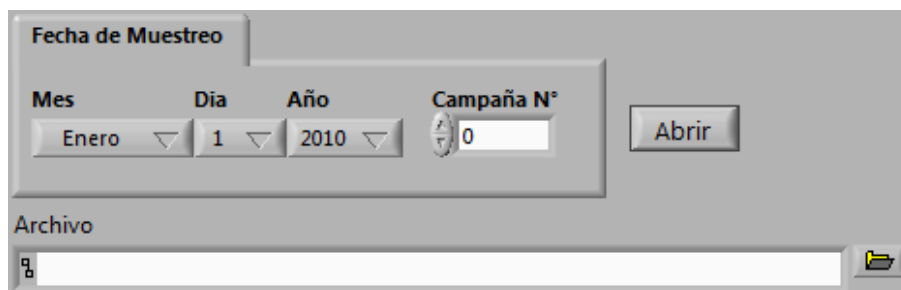 Fecha de Muestreo
Mes Dia Año Campaña N°
Enero 1 2010 0 Abrir
Archivo